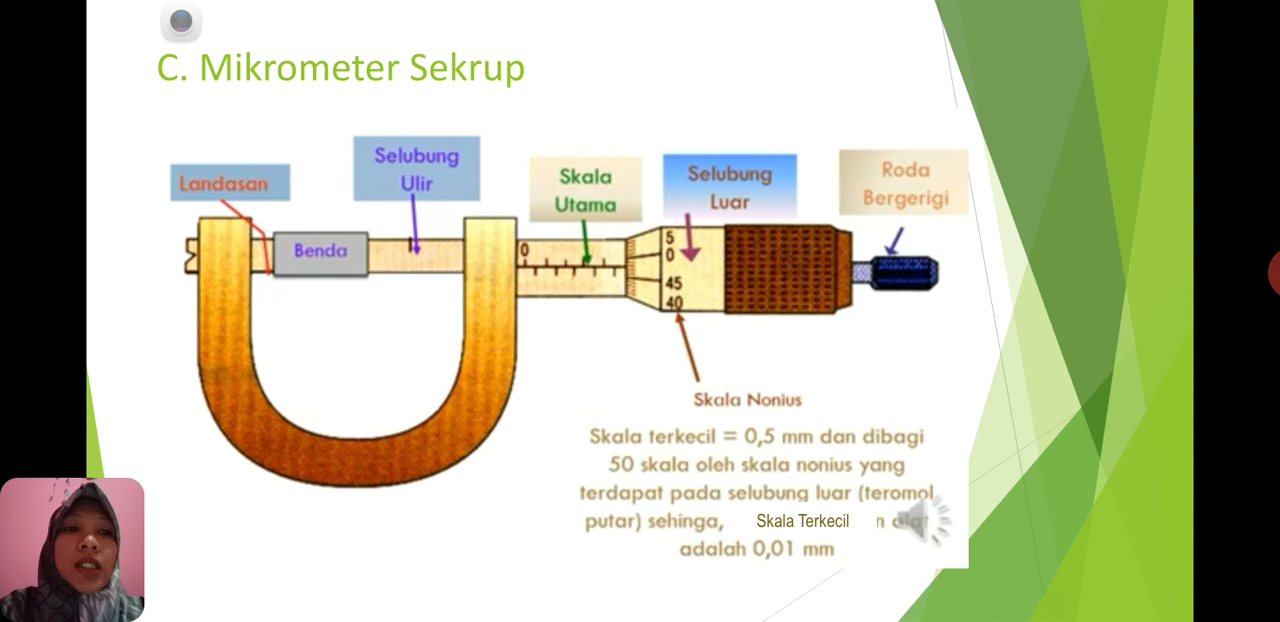 C. Mikrometer Sekrup
Landasan
Selubung
Ulir
Skala
Utama
Selubung
Luar
Roda
Bergerigi
Benda
0
5
0
45
40
Skala Nonius
Skala terkecil = 0,5 mm dan dibagi
50 skala oleh skala nonius yang
terdapat pada selubung luar (teromol
putar) sehinga, Skala Terkecil n alat
adalah 0,01 mm